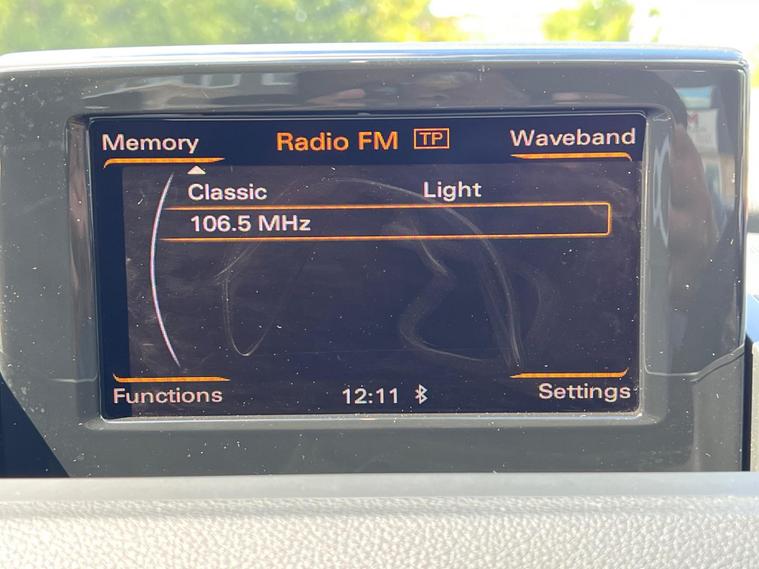 Memory Radio FM TP Waveband
Classic Light
106.5 MHz
Functions 12:11 Settings